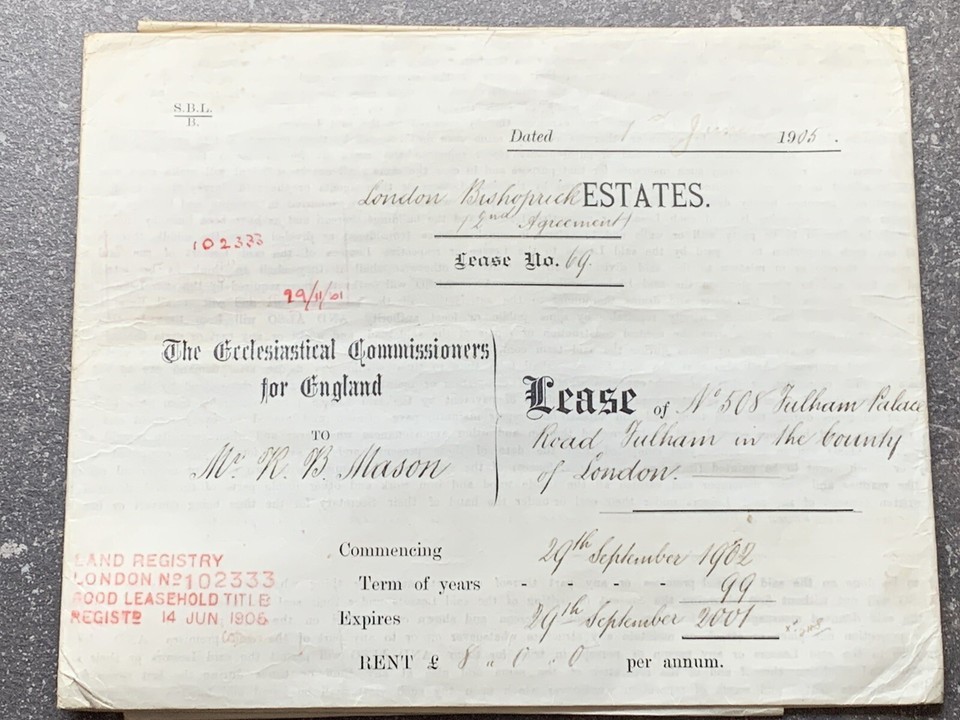 S.B.L.
B.
Dated 1st 1905.
London Bishoprick ESTATES.
(2nd Agreement)
Lease No. 69.
102333
29/11/01
The Ecclesiastical Commissioners
for England
TO
Mr K B Mason
Lease of No 508 Fulham Palace
Road Fulham in the County
of London.
Commencing 29th September 1902
Term of years - - - 99
Expires 29th September 2001
RENT £ 8 " 0 " 0 per annum.
LAND REGISTRY
LONDON No 102333
GOOD LEASEHOLD TITLE
REGISTD 14 JUN 1906